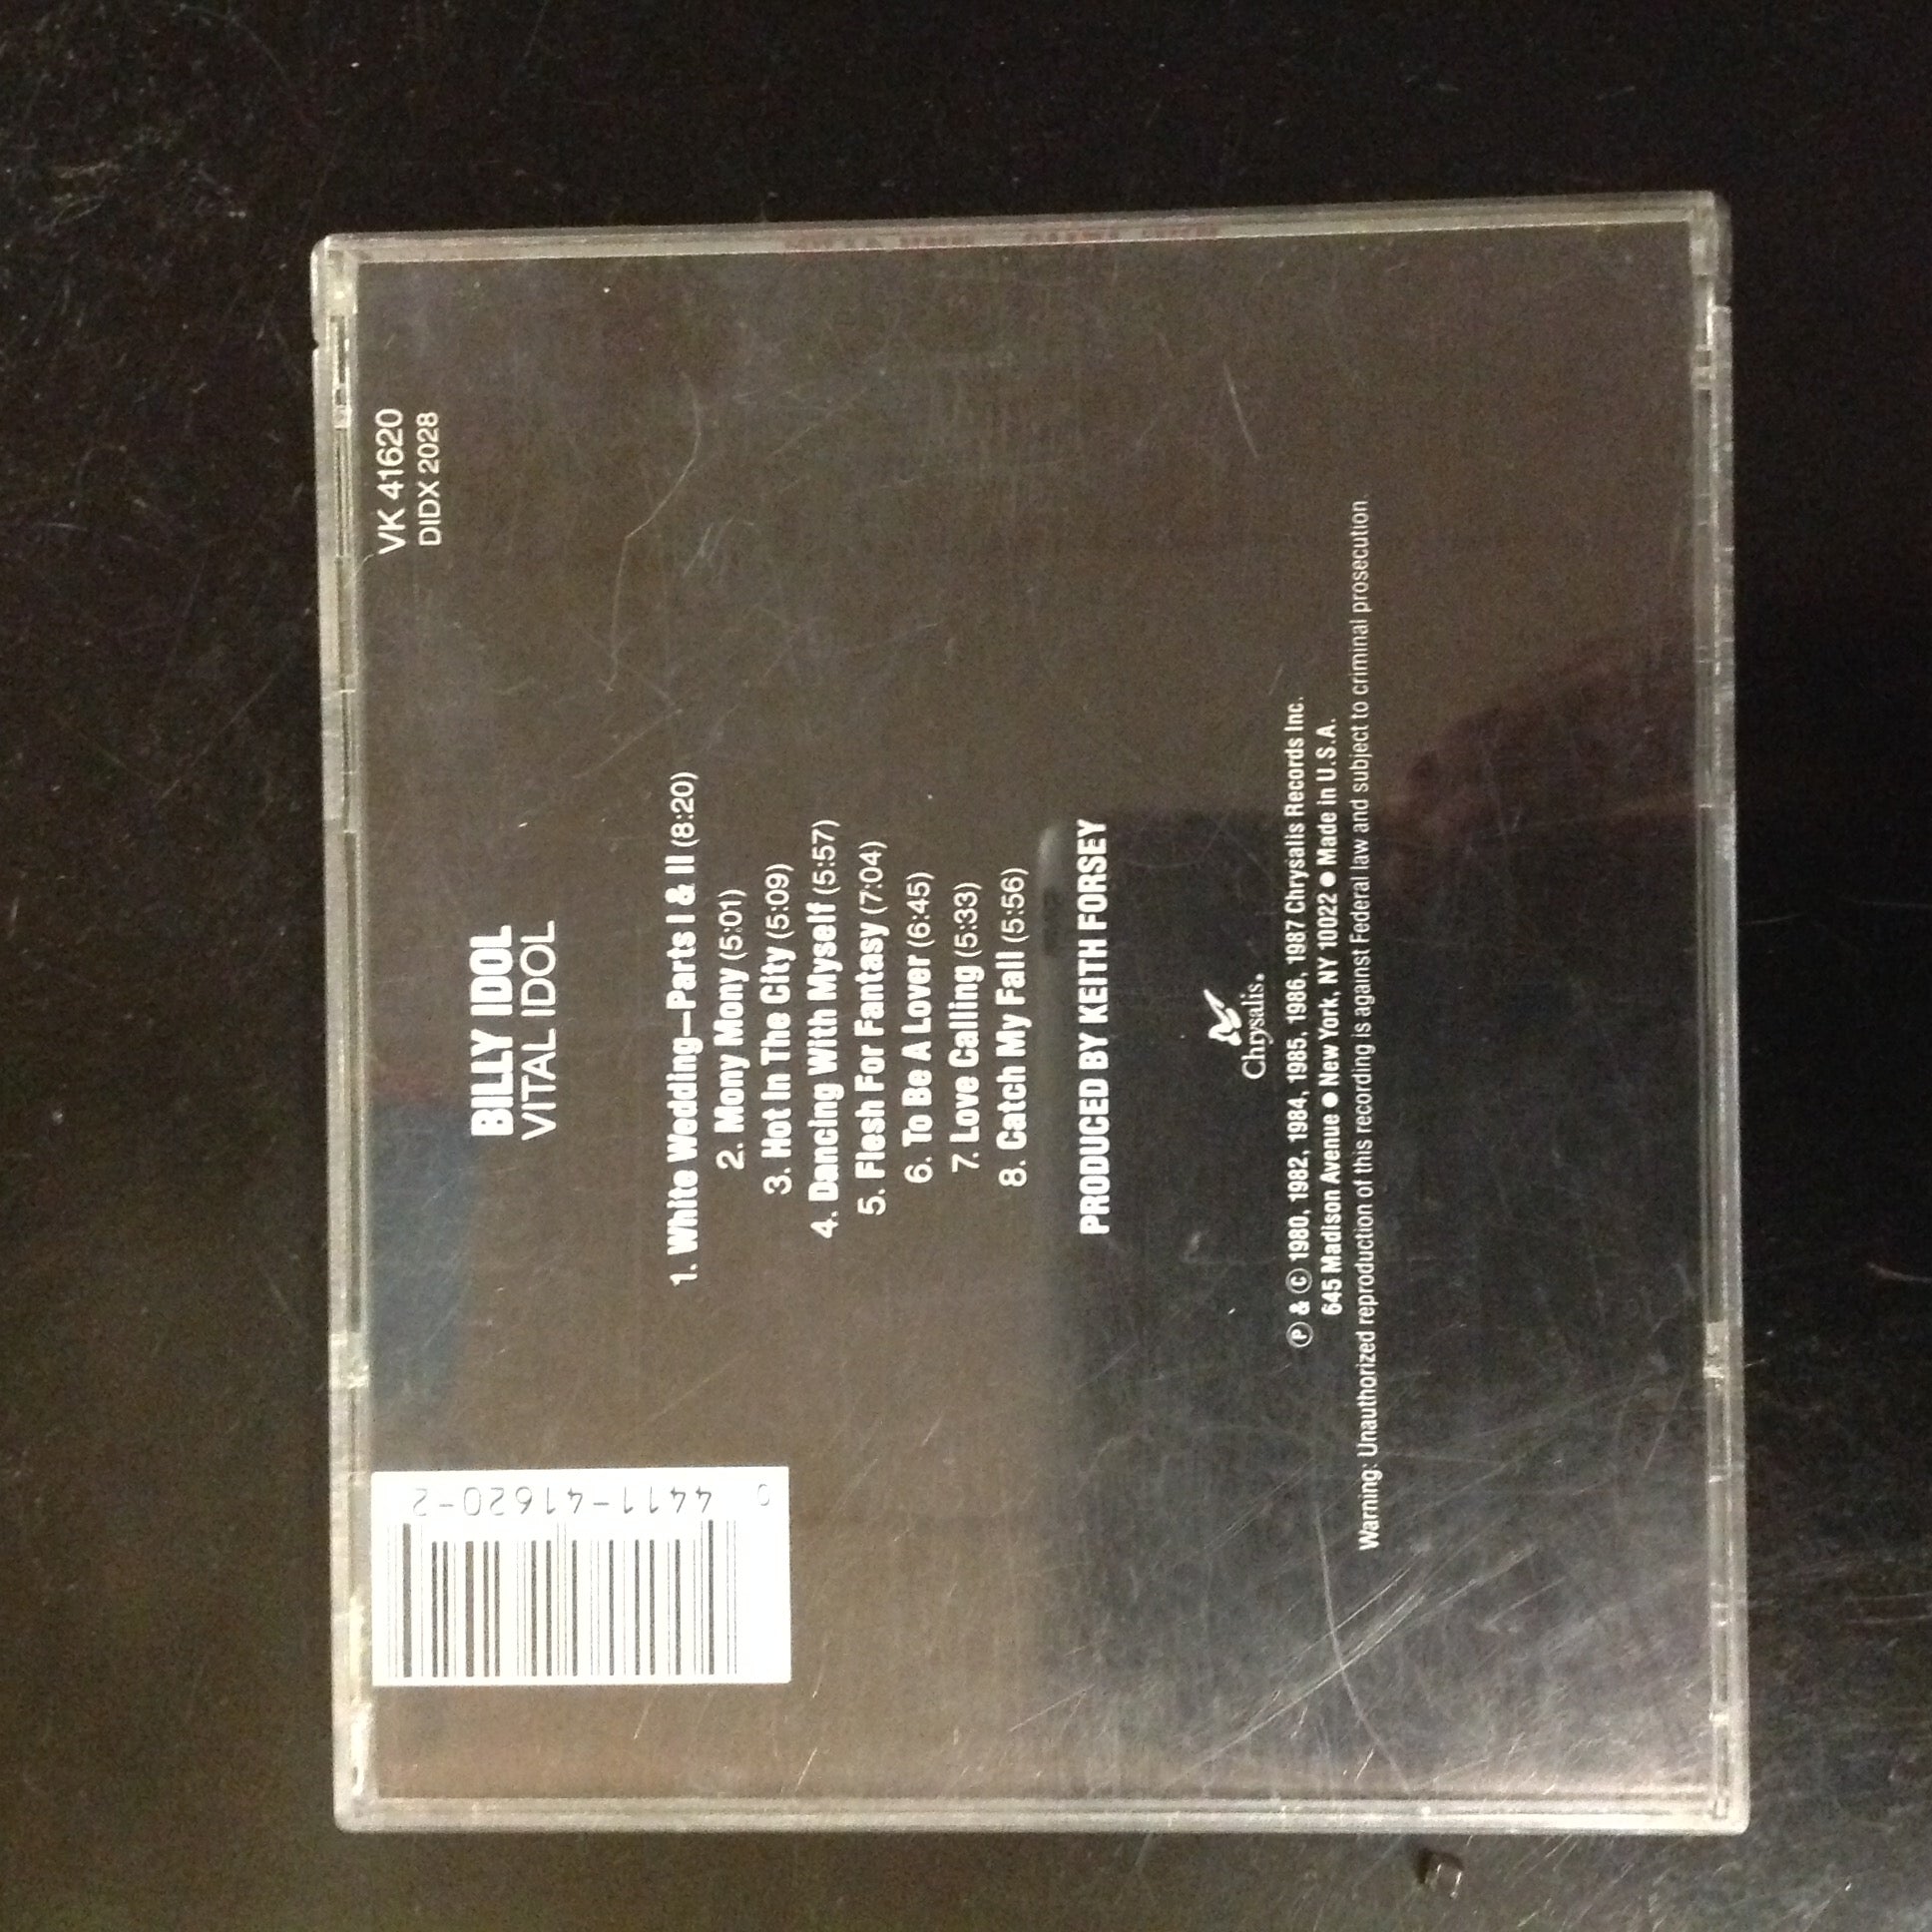 VK 41620
DIDX 2028
0 4411-41620-2
BILLY IDOL
VITAL IDOL
1. White Wedding—Parts I & II (8:20)
2. Mony Mony (5:01)
3. Hot In The City (5:09)
4. Dancing With Myself (5:57)
5. Flesh For Fantasy (7:04)
6. To Be A Lover (6:45)
7. Love Calling (5:33)
8. Catch My Fall (5:56)
PRODUCED BY KEITH FORSEY
Chrysalis®
Ⓟ & © 1980, 1982, 1984, 1985, 1986, 1987 Chrysalis Records Inc.
645 Madison Avenue ● New York, NY 10022 ● Made in U.S.A.
Warning: Unauthorized reproduction of this recording is against Federal law and subject to criminal prosecution.